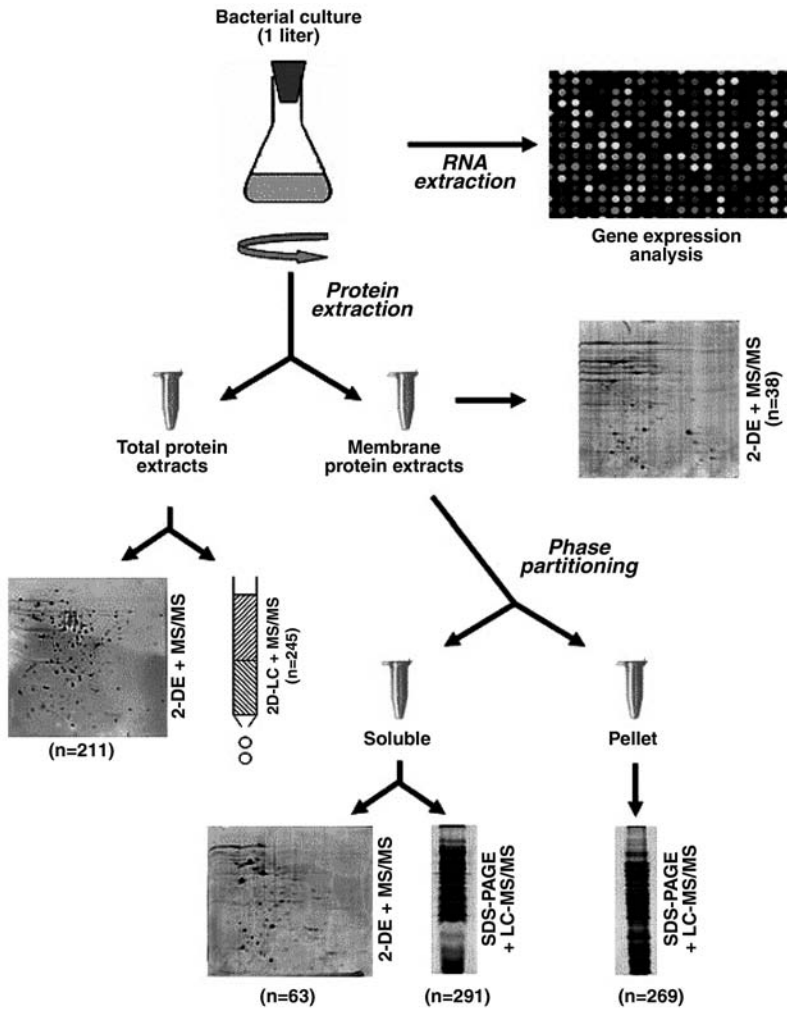 Bacterial culture
(1 liter)
RNA
extraction
Gene expression
analysis
Protein
extraction
Total protein
extracts
Membrane
protein extracts
2-DE + MS/MS
(n=38)
Phase
partitioning
2-DE + MS/MS
(n=211)
2D-LC + MS/MS
(n=245)
Soluble
Pellet
2-DE + MS/MS
(n=63)
SDS-PAGE
+ LC-MS/MS
(n=291)
SDS-PAGE
+ LC-MS/MS
(n=269)